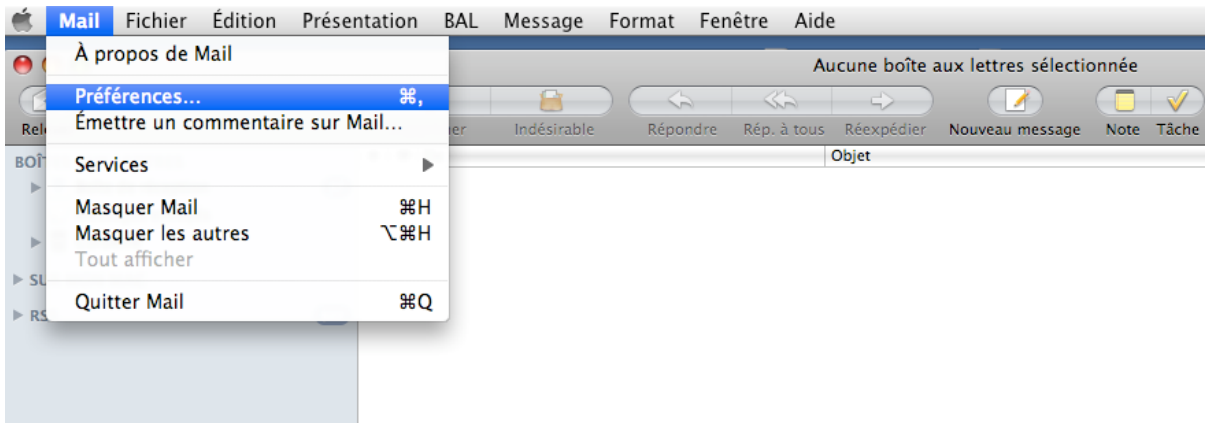 Mail Fichier Édition Présentation BAL Message Format Fenêtre Aide
À propos de Mail
Aucune boîte aux lettres sélectionnée
Préférences... ⌘,
Émettre un commentaire sur Mail...
Indésirable Répondre Rép. à tous Réexpédier Nouveau message Note Tâche
Services
Objet
Masquer Mail ⌘H
Masquer les autres ⌥⌘H
Tout afficher
Quitter Mail ⌘Q